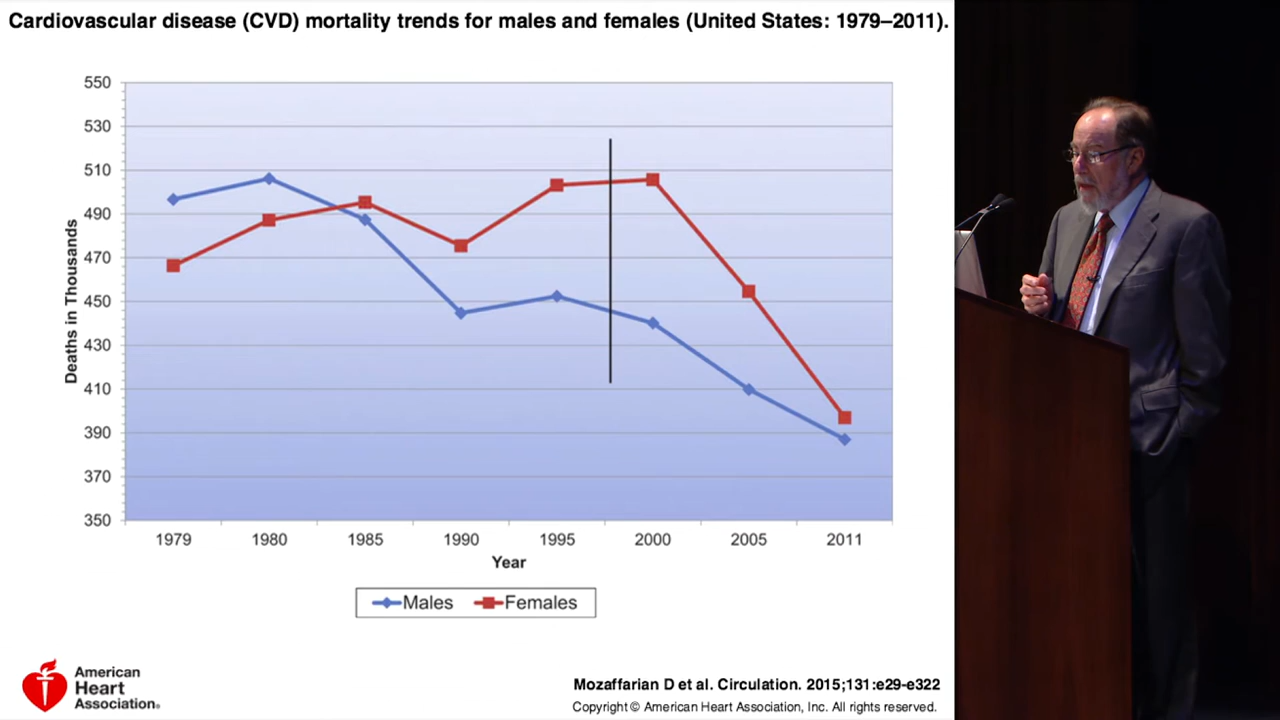 Cardiovascular disease (CVD) mortality trends for males and females (United States: 1979–2011).
550
530
510
490
470
450
430
410
390
370
350
Deaths in Thousands
1979 1980 1985 1990 1995 2000 2005 2011
Year
Males Females
American
Heart
Association®
Mozaffarian D et al. Circulation. 2015;131:e29-e322
Copyright © American Heart Association, Inc. All rights reserved.